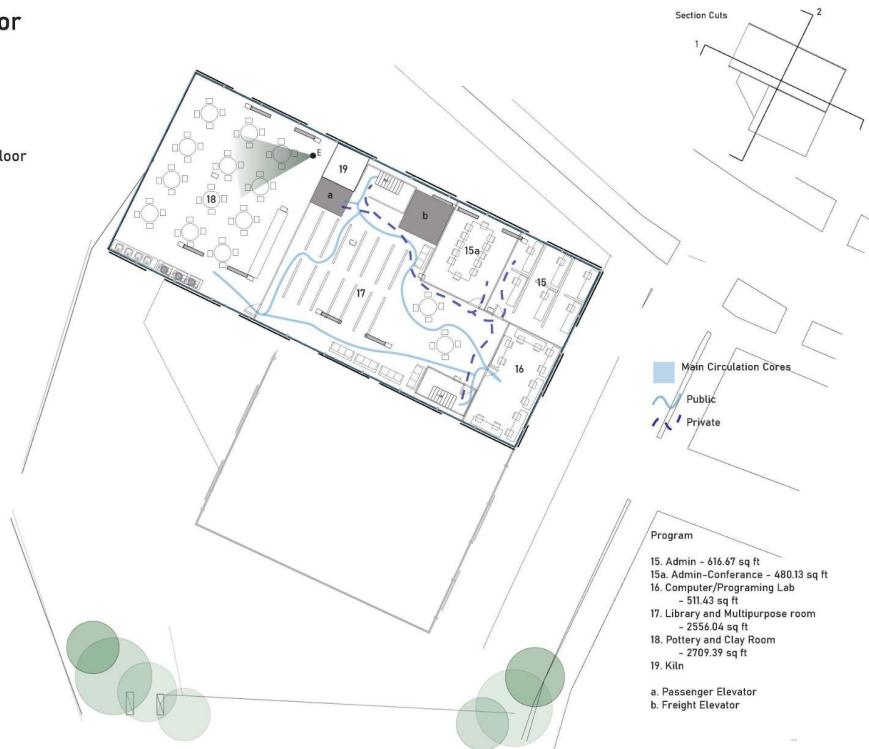 or
loor
Section Cuts
2
1
E
19
a
18
b
15a
15
17
16
Main Circulation Cores
Public
Private
Program
15. Admin - 616.67 sq ft
15a. Admin-Conferance - 480.13 sq ft
16. Computer/Programing Lab
- 511.43 sq ft
17. Library and Multipurpose room
- 2556.04 sq ft
18. Pottery and Clay Room
- 2709.39 sq ft
19. Kiln
a. Passenger Elevator
b. Freight Elevator